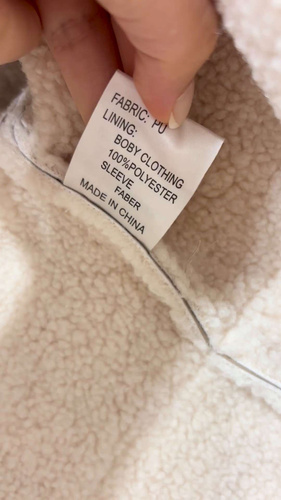 FABRIC: PU
LINING:
BOBY CLOTHING
100%POLYESTER
SLEEVE
FABER
MADE IN CHINA